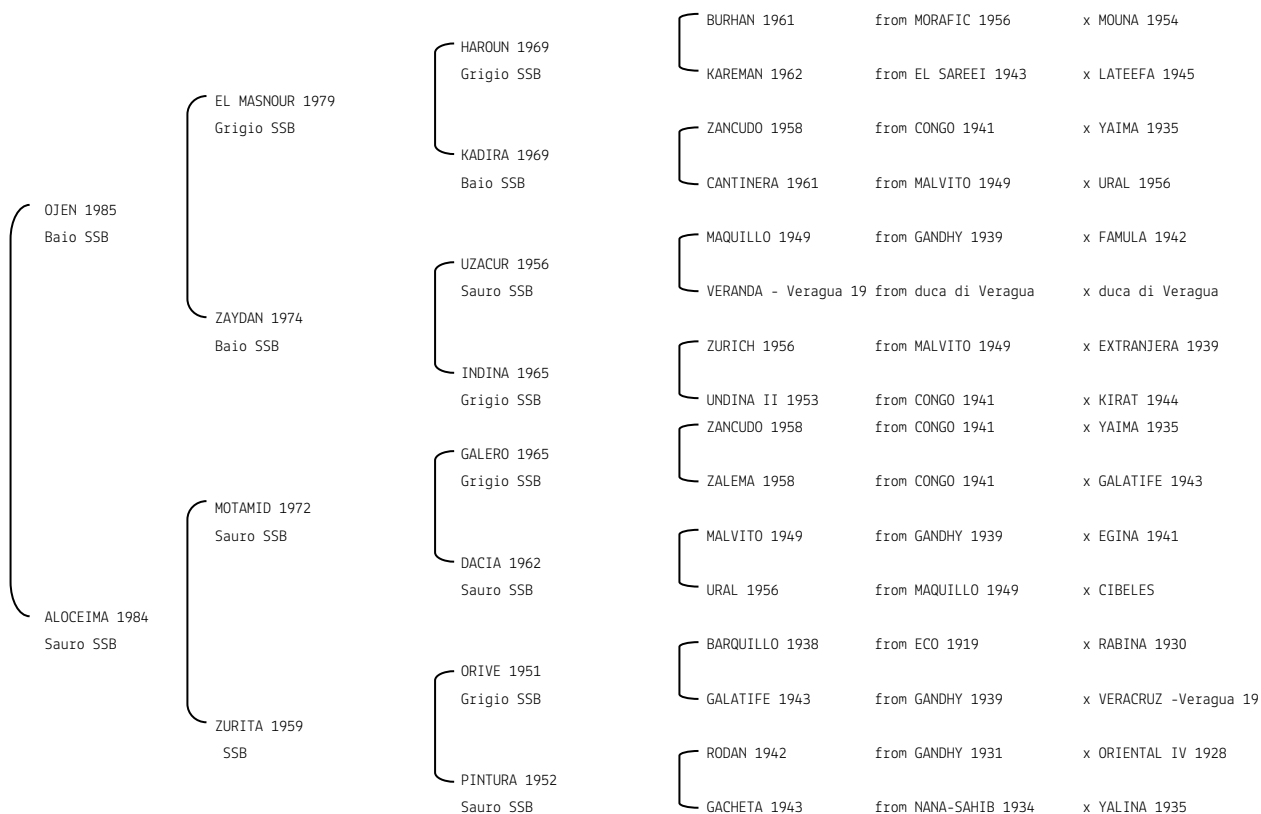 BURHAN 1961 from MORAFIC 1956 x MOUNA 1954
HAROUN 1969
Grigio SSB
KAREMAN 1962 from EL SAREEI 1943 x LATEEFA 1945
EL MASNOUR 1979
Grigio SSB
ZANCUDO 1958 from CONGO 1941 x YAIMA 1935
KADIRA 1969
Baio SSB
CANTINERA 1961 from MALVITO 1949 x URAL 1956
OJEN 1985
Baio SSB
MAQUILLO 1949 from GANDHY 1939 x FAMULA 1942
UZACUR 1956
Sauro SSB
VERANDA - Veragua 19 from duca di Veragua x duca di Veragua
ZAYDAN 1974
Baio SSB
ZURICH 1956 from MALVITO 1949 x EXTRANJERA 1939
INDINA 1965
Grigio SSB
UNDINA II 1953 from CONGO 1941 x KIRAT 1944
ZANCUDO 1958 from CONGO 1941 x YAIMA 1935
GALERO 1965
Grigio SSB
ZALEMA 1958 from CONGO 1941 x GALATIFE 1943
MOTAMID 1972
Sauro SSB
MALVITO 1949 from GANDHY 1939 x EGINA 1941
DACIA 1962
Sauro SSB
URAL 1956 from MAQUILLO 1949 x CIBELES
ALOCEIMA 1984
Sauro SSB
BARQUILLO 1938 from ECO 1919 x RABINA 1930
ORIVE 1951
Grigio SSB
GALATIFE 1943 from GANDHY 1939 x VERACRUZ -Veragua 19
ZURITA 1959
SSB
RODAN 1942 from GANDHY 1931 x ORIENTAL IV 1928
PINTURA 1952
Sauro SSB
GACHETA 1943 from NANA-SAHIB 1934 x YALINA 1935